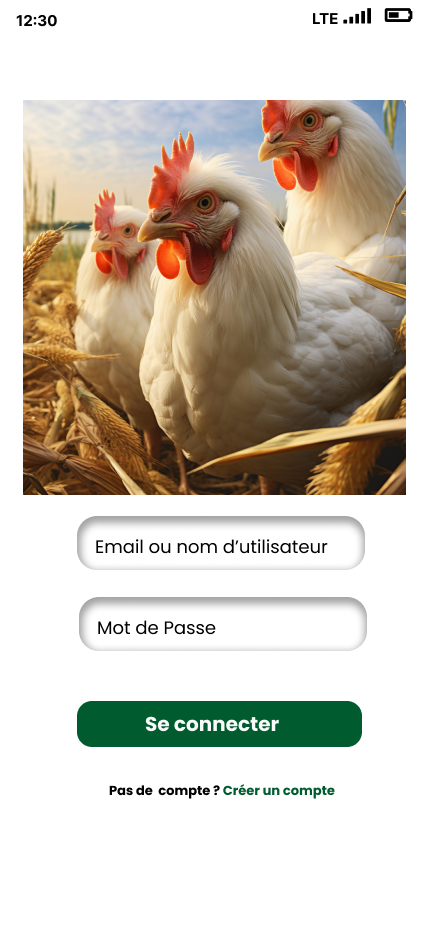 12:30 LTE
Email ou nom d’utilisateur
Mot de Passe
Se connecter
Pas de compte ? Créer un compte